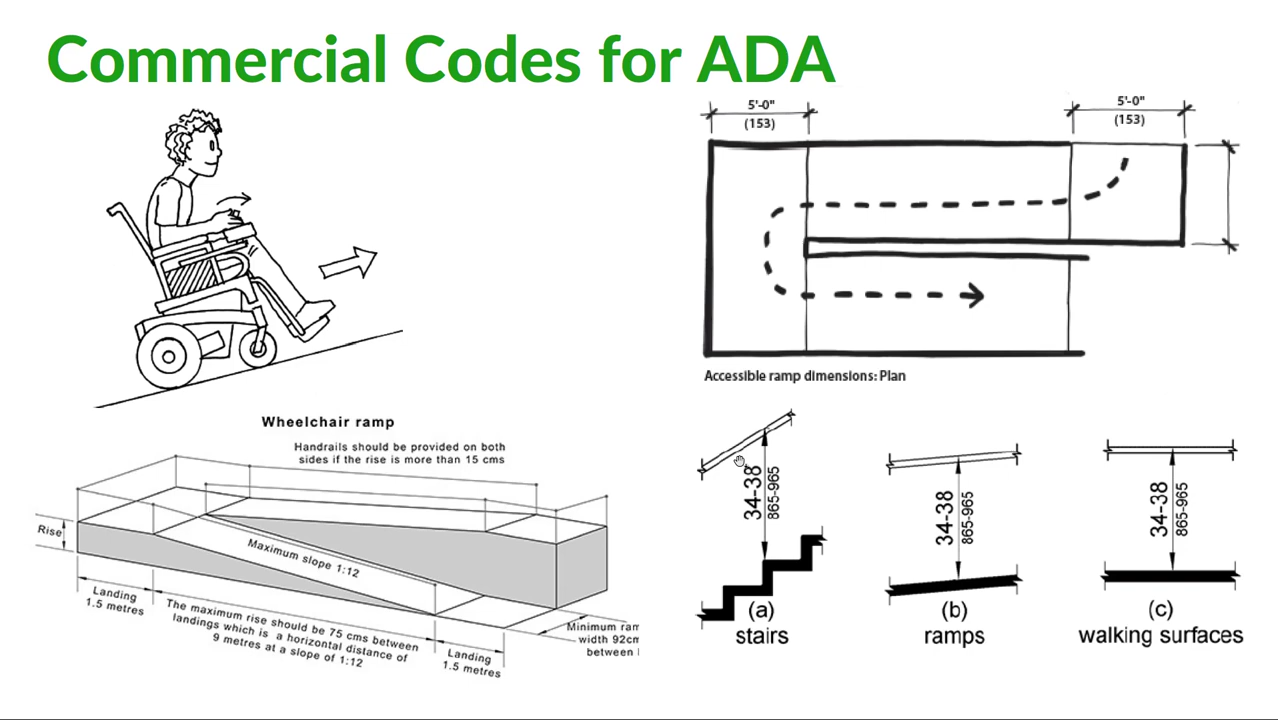 Commercial Codes for ADA
5'-0"
(153)
5'-0"
(153)
Accessible ramp dimensions: Plan
Wheelchair ramp
Handrails should be provided on both
sides if the rise is more than 15 cms
Rise
Maximum slope 1:12
Landing
1.5 metres
The maximum rise should be 75 cms between
landings which is a horizontal distance of
9 metres at a slope of 1:12
Landing
1.5 metres
Minimum ram
width 92cm
between
34-38
865-965
(a)
stairs
34-38
865-965
(b)
ramps
34-38
865-965
(c)
walking surfaces